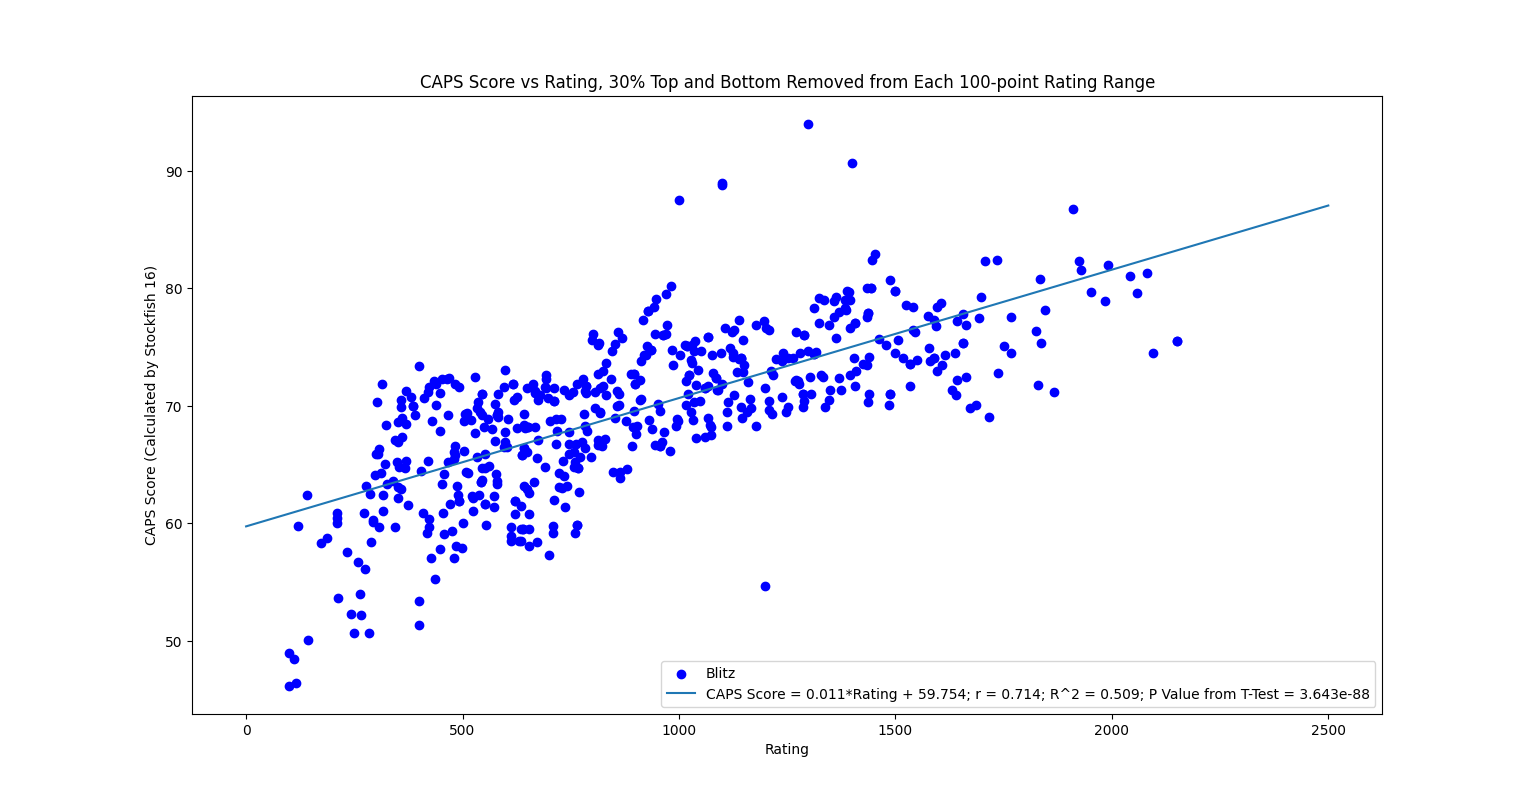 CAPS Score vs Rating, 30% Top and Bottom Removed from Each 100-point Rating Range
CAPS Score (Calculated by Stockfish 16)
90
80
70
60
50
Blitz
CAPS Score = 0.011*Rating + 59.754; r = 0.714; R^2 = 0.509; P Value from T-Test = 3.643e-88
0
500
1000
1500
2000
2500
Rating